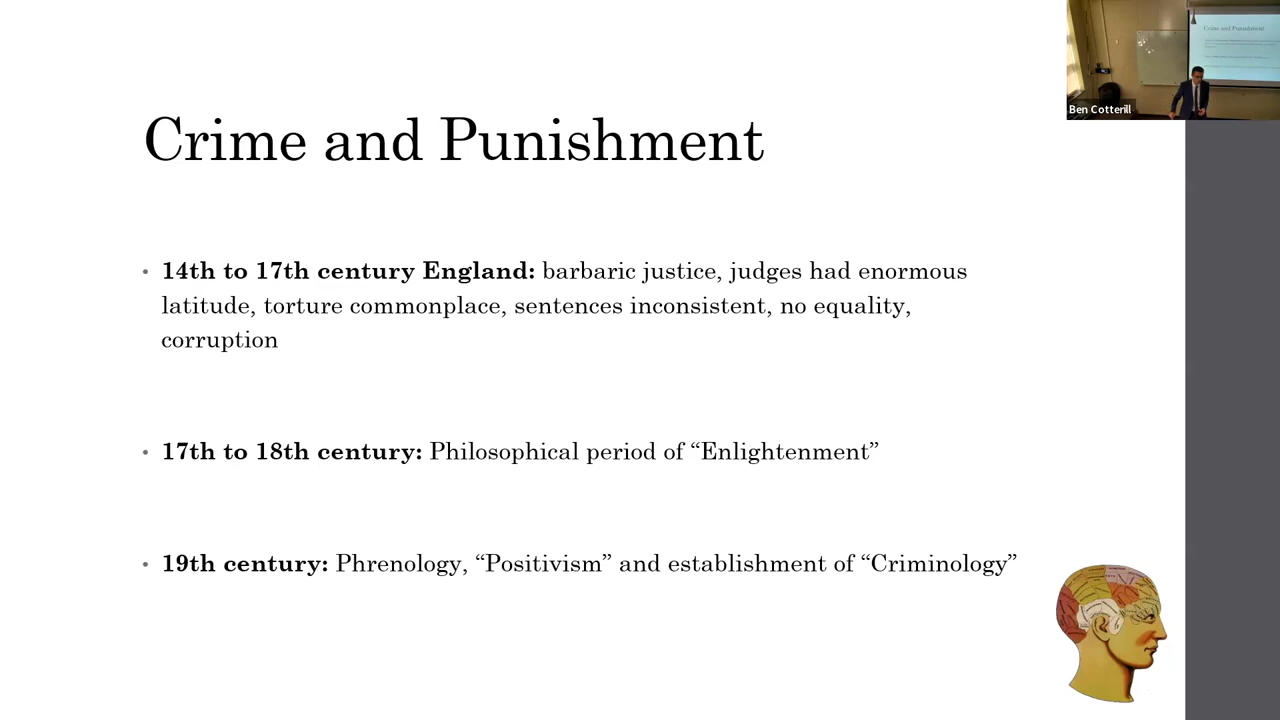 Crime and Punishment
Ben Cotterill
Crime and Punishment
• 14th to 17th century England: barbaric justice, judges had enormous
latitude, torture commonplace, sentences inconsistent, no equality,
corruption
• 17th to 18th century: Philosophical period of “Enlightenment”
• 19th century: Phrenology, “Positivism” and establishment of “Criminology”